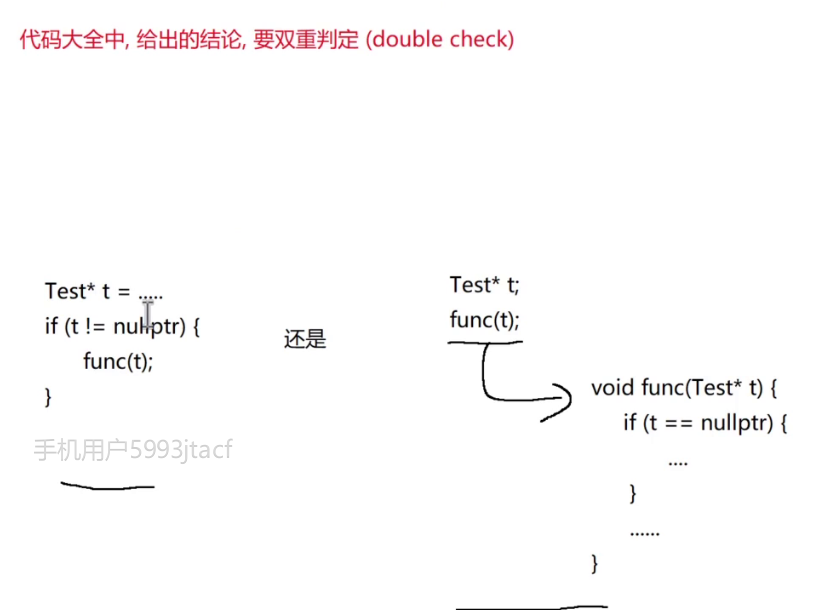 代码大全中, 给出的结论, 要双重判定 (double check)
Test* t = .....
if (t != nullptr) {
func(t);
}
还是
Test* t;
func(t);
void func(Test* t) {
if (t == nullptr) {
....
}
......
}
手机用户5993jtacf